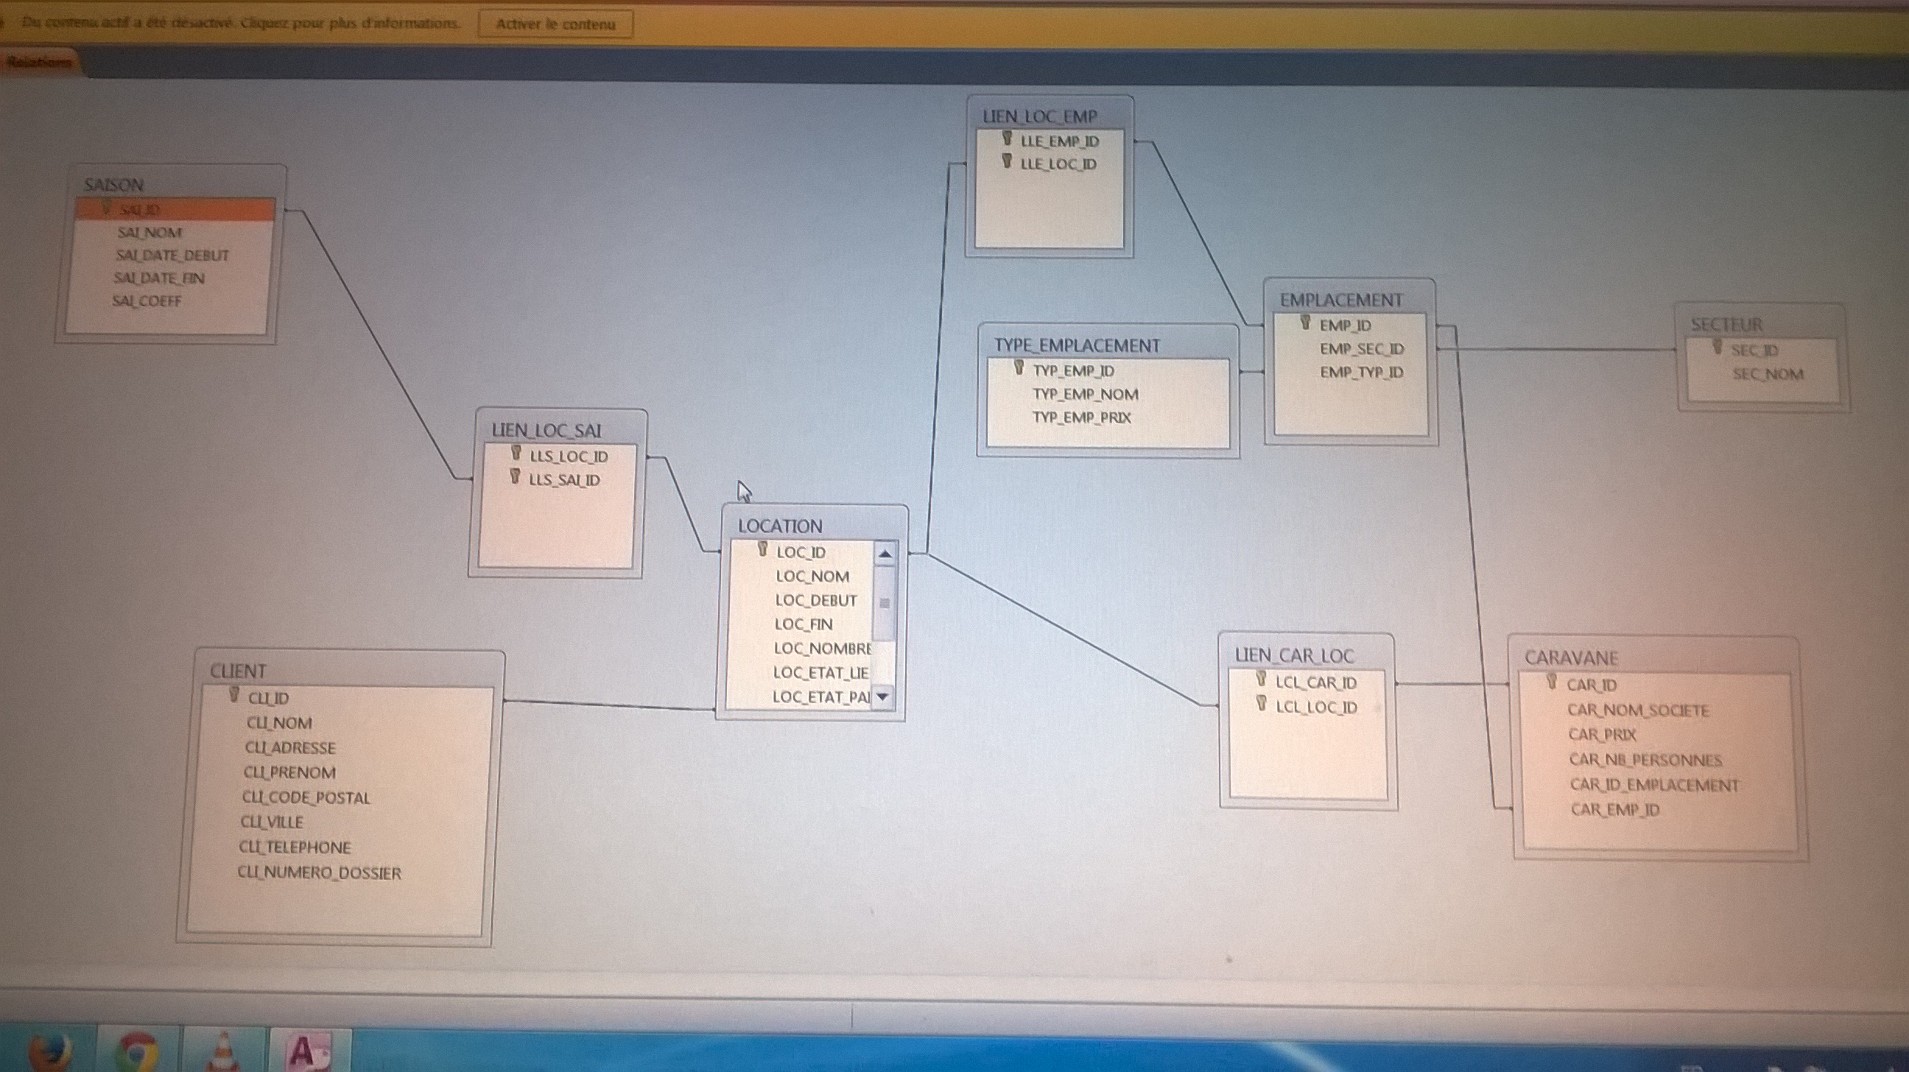 Du contenu actif a été désactivé. Cliquez pour plus d'informations.
Activer le contenu
Relations
SAISON
SAI_ID
SAI_NOM
SAI_DATE_DEBUT
SAI_DATE_FIN
SAI_COEFF
LIEN_LOC_EMP
LLE_EMP_ID
LLE_LOC_ID
EMPLACEMENT
EMP_ID
EMP_SEC_ID
EMP_TYP_ID
SECTEUR
SEC_ID
SEC_NOM
TYPE_EMPLACEMENT
TYP_EMP_ID
TYP_EMP_NOM
TYP_EMP_PRIX
LIEN_LOC_SAI
LLS_LOC_ID
LLS_SAI_ID
LOCATION
LOC_ID
LOC_NOM
LOC_DEBUT
LOC_FIN
LOC_NOMBRE
LOC_ETAT_LIE
LOC_ETAT_PAI
CLIENT
CLI_ID
CLI_NOM
CLI_ADRESSE
CLI_PRENOM
CLI_CODE_POSTAL
CLI_VILLE
CLI_TELEPHONE
CLI_NUMERO_DOSSIER
LIEN_CAR_LOC
LCL_CAR_ID
LCL_LOC_ID
CARAVANE
CAR_ID
CAR_NOM_SOCIETE
CAR_PRIX
CAR_NB_PERSONNES
CAR_ID_EMPLACEMENT
CAR_EMP_ID
A